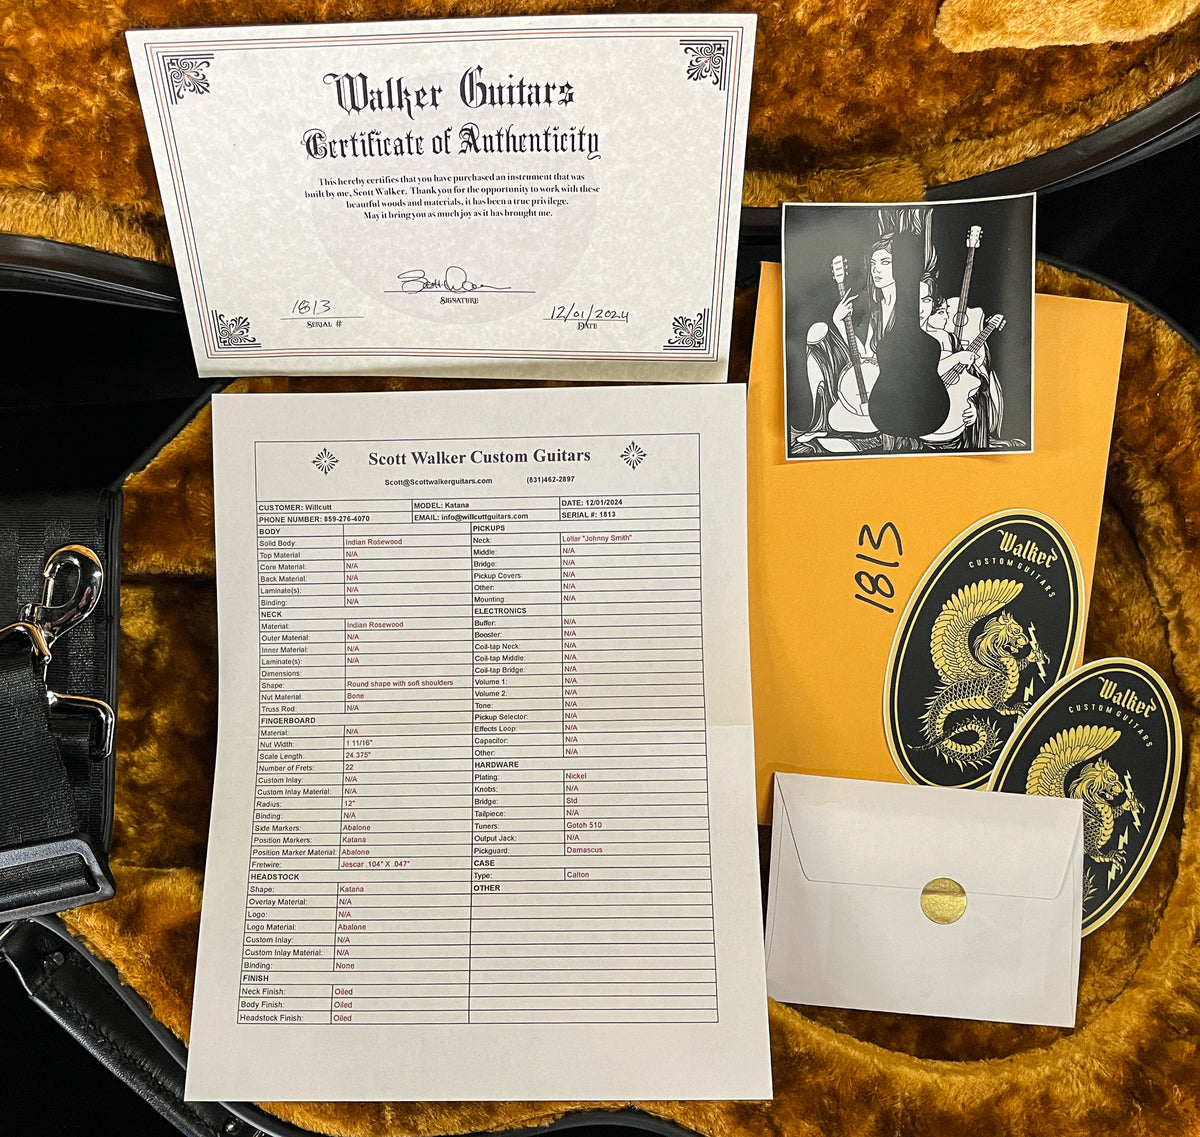 Walker Guitars
Certificate of Authenticity
This hereby certifies that you have purchased an instrument that was
built by me, Scott Walker. Thank you for the opportunity to work with these
beautiful woods and materials, it has been a true privilege.
May it bring you as much joy as it has brought me.
SIGNATURE
1813
SERIAL #
12/01/2024
DATE
Scott Walker Custom Guitars
Scott@Scottwalkerguitars.com (831)462-2897
CUSTOMER: Willcutt MODEL: Katana DATE: 12/01/2024
PHONE NUMBER: 859-276-4070 EMAIL: info@willcuttguitars.com SERIAL #: 1813
BODY
Solid Body: Indian Rosewood
Top Material: N/A
Core Material: N/A
Back Material: N/A
Laminate(s): N/A
Binding: N/A
NECK
Material: Indian Rosewood
Outer Material: N/A
Inner Material: N/A
Laminate(s): N/A
Dimensions:
Shape: Round shape with soft shoulders
Nut Material: Bone
Truss Rod: N/A
FINGERBOARD
Material: N/A
Nut Width: 1 11/16"
Scale Length: 24.375"
Number of Frets: 22
Custom Inlay: N/A
Custom Inlay Material: N/A
Radius: 12"
Binding: N/A
Side Markers: Abalone
Position Markers: Katana
Position Marker Material: Abalone
Fretwire: Jescar .104" X .047"
HEADSTOCK
Shape: Katana
Overlay Material: N/A
Logo: N/A
Logo Material: Abalone
Custom Inlay: N/A
Custom Inlay Material: N/A
Binding: None
FINISH
Neck Finish: Oiled
Body Finish: Oiled
Headstock Finish: Oiled
PICKUPS
Neck: Lollar "Johnny Smith"
Middle: N/A
Bridge: N/A
Pickup Covers: N/A
Other: N/A
Mounting: N/A
ELECTRONICS
Buffer: N/A
Booster: N/A
Coil-tap Neck: N/A
Coil-tap Middle: N/A
Coil-tap Bridge: N/A
Volume 1: N/A
Volume 2: N/A
Tone: N/A
Pickup Selector: N/A
Effects Loop: N/A
Capacitor: N/A
Other: N/A
HARDWARE
Plating: Nickel
Knobs: N/A
Bridge: Std
Tailpiece: N/A
Tuners: Gotoh 510
Output Jack: N/A
Pickguard: Damascus
CASE
Type: Calton
OTHER
1813
Walker
CUSTOM GUITARS
Walker
CUSTOM GUITARS